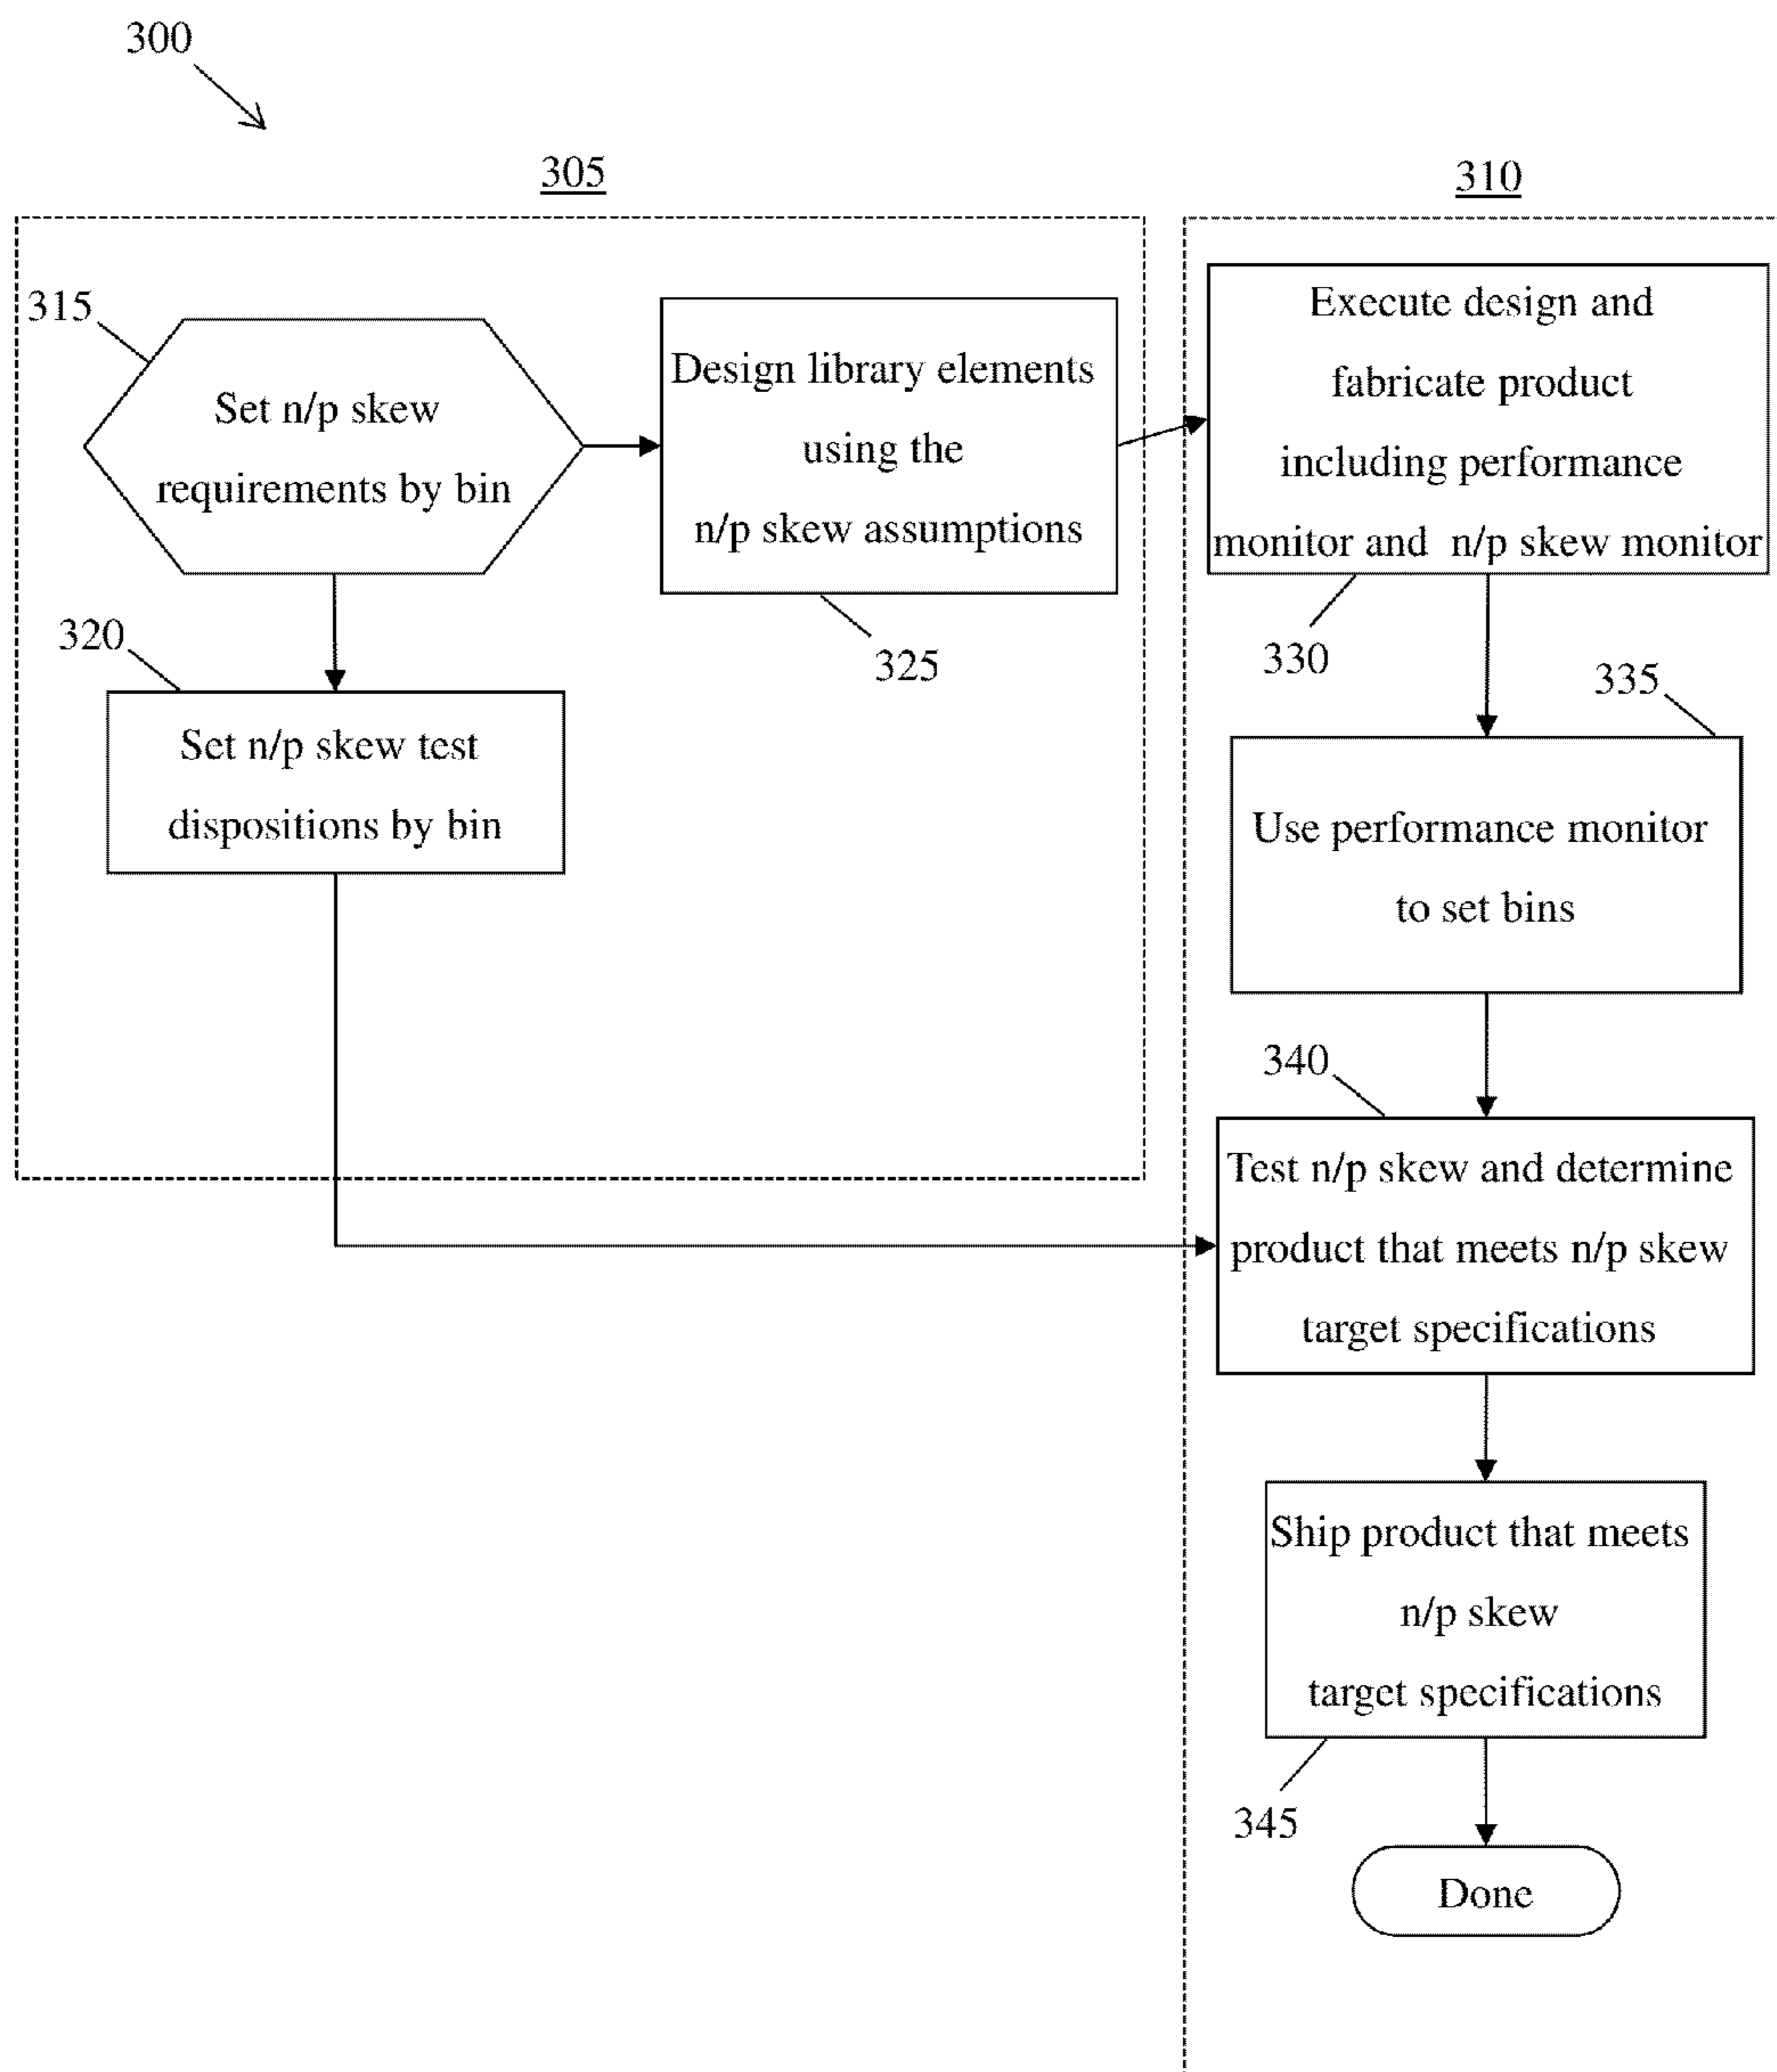 300
305
310
315
Set n/p skew
requirements by bin
Design library elements
using the
n/p skew assumptions
325
320
Set n/p skew test
dispositions by bin
Execute design and
fabricate product
including performance
monitor and n/p skew monitor
330
335
Use performance monitor
to set bins
340
Test n/p skew and determine
product that meets n/p skew
target specifications
Ship product that meets
n/p skew
target specifications
345
Done